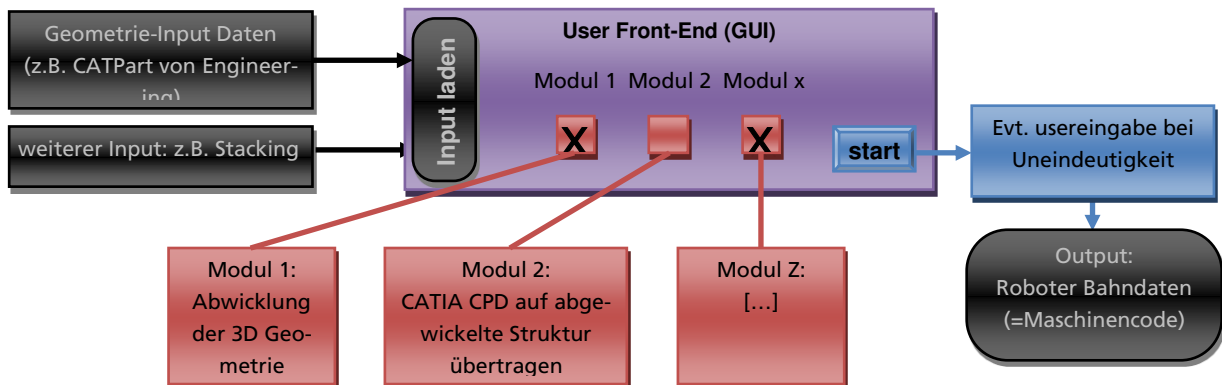 Geometrie-Input Daten
(z.B. CATPart von Engineer-
ing)
weiterer Input: z.B. Stacking
Input laden
User Front-End (GUI)
Modul 1 Modul 2 Modul x
X X
start
Evt. usereingabe bei
Uneindeutigkeit
Modul 1:
Abwicklung
der 3D Geo-
metrie
Modul 2:
CATIA CPD auf abge-
wickelte Struktur
übertragen
Modul Z:
[...]
Output:
Roboter Bahndaten
(=Maschinencode)